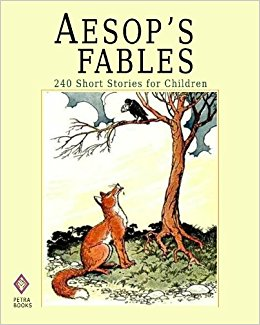 AESOP'S
FABLES
240 Short Stories for Children
PETRA
BOOKS